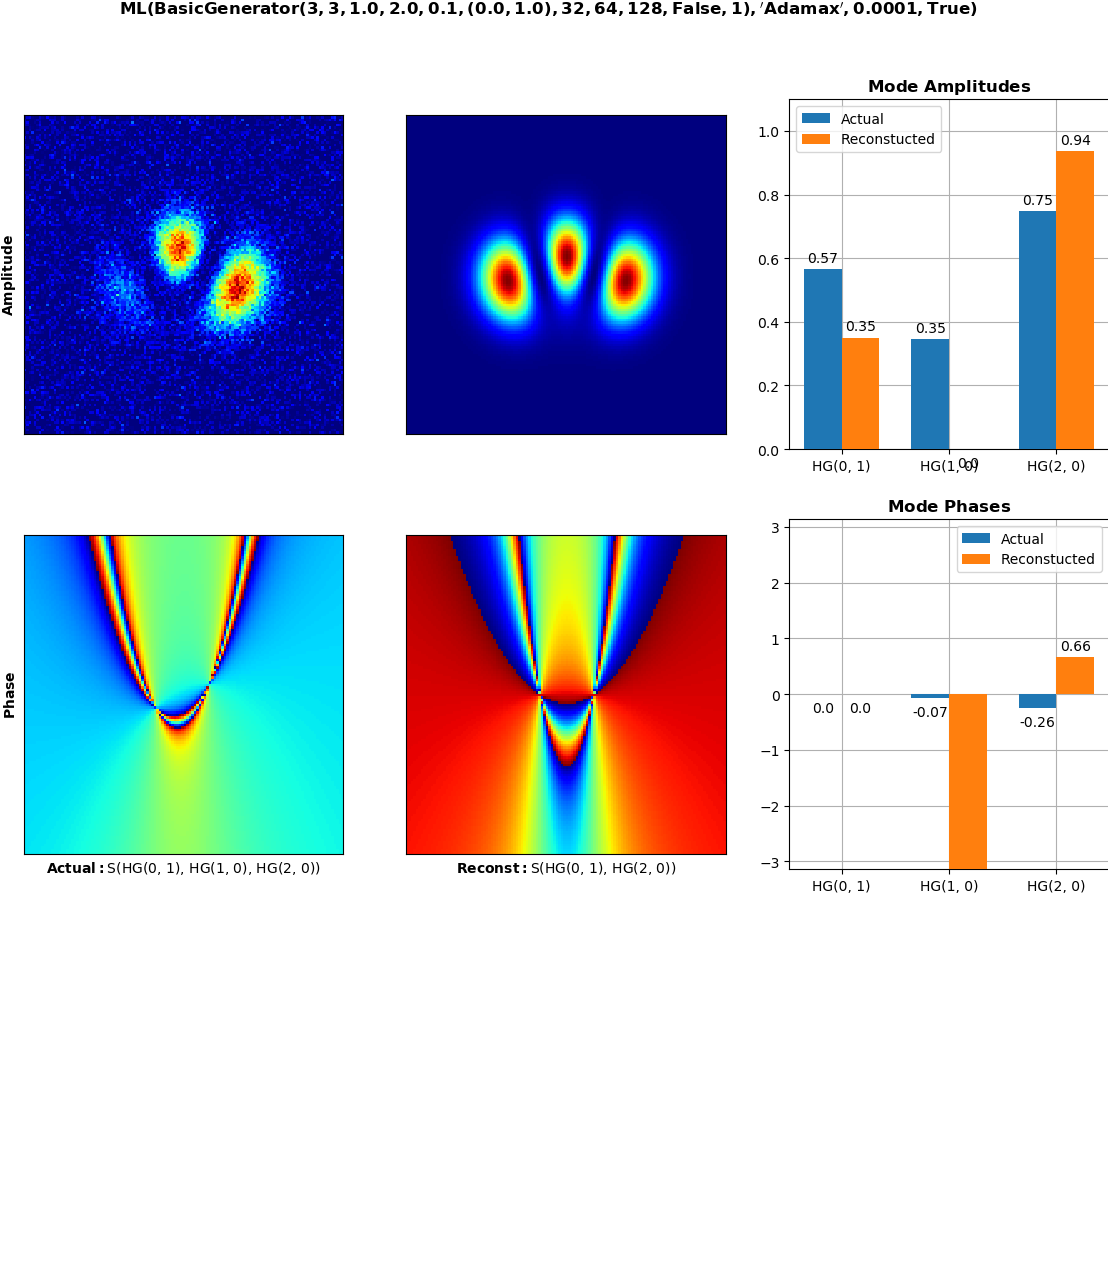 ML(BasicGenerator(3, 3, 1.0, 2.0, 0.1, (0.0, 1.0), 32, 64, 128, False, 1), ′Adamax′, 0.0001, True)
Amplitude
Mode Amplitudes
Actual
Reconstucted
1.0
0.8
0.6
0.4
0.2
0.0
0.57
0.35
0.35
0.0
0.75
0.94
HG(0, 1)
HG(1, 0)
HG(2, 0)
Phase
Actual: S(HG(0, 1), HG(1, 0), HG(2, 0))
Reconst: S(HG(0, 1), HG(2, 0))
Mode Phases
Actual
Reconstucted
3
2
1
0
−1
−2
−3
0.0
0.0
-0.07
-0.26
0.66
HG(0, 1)
HG(1, 0)
HG(2, 0)